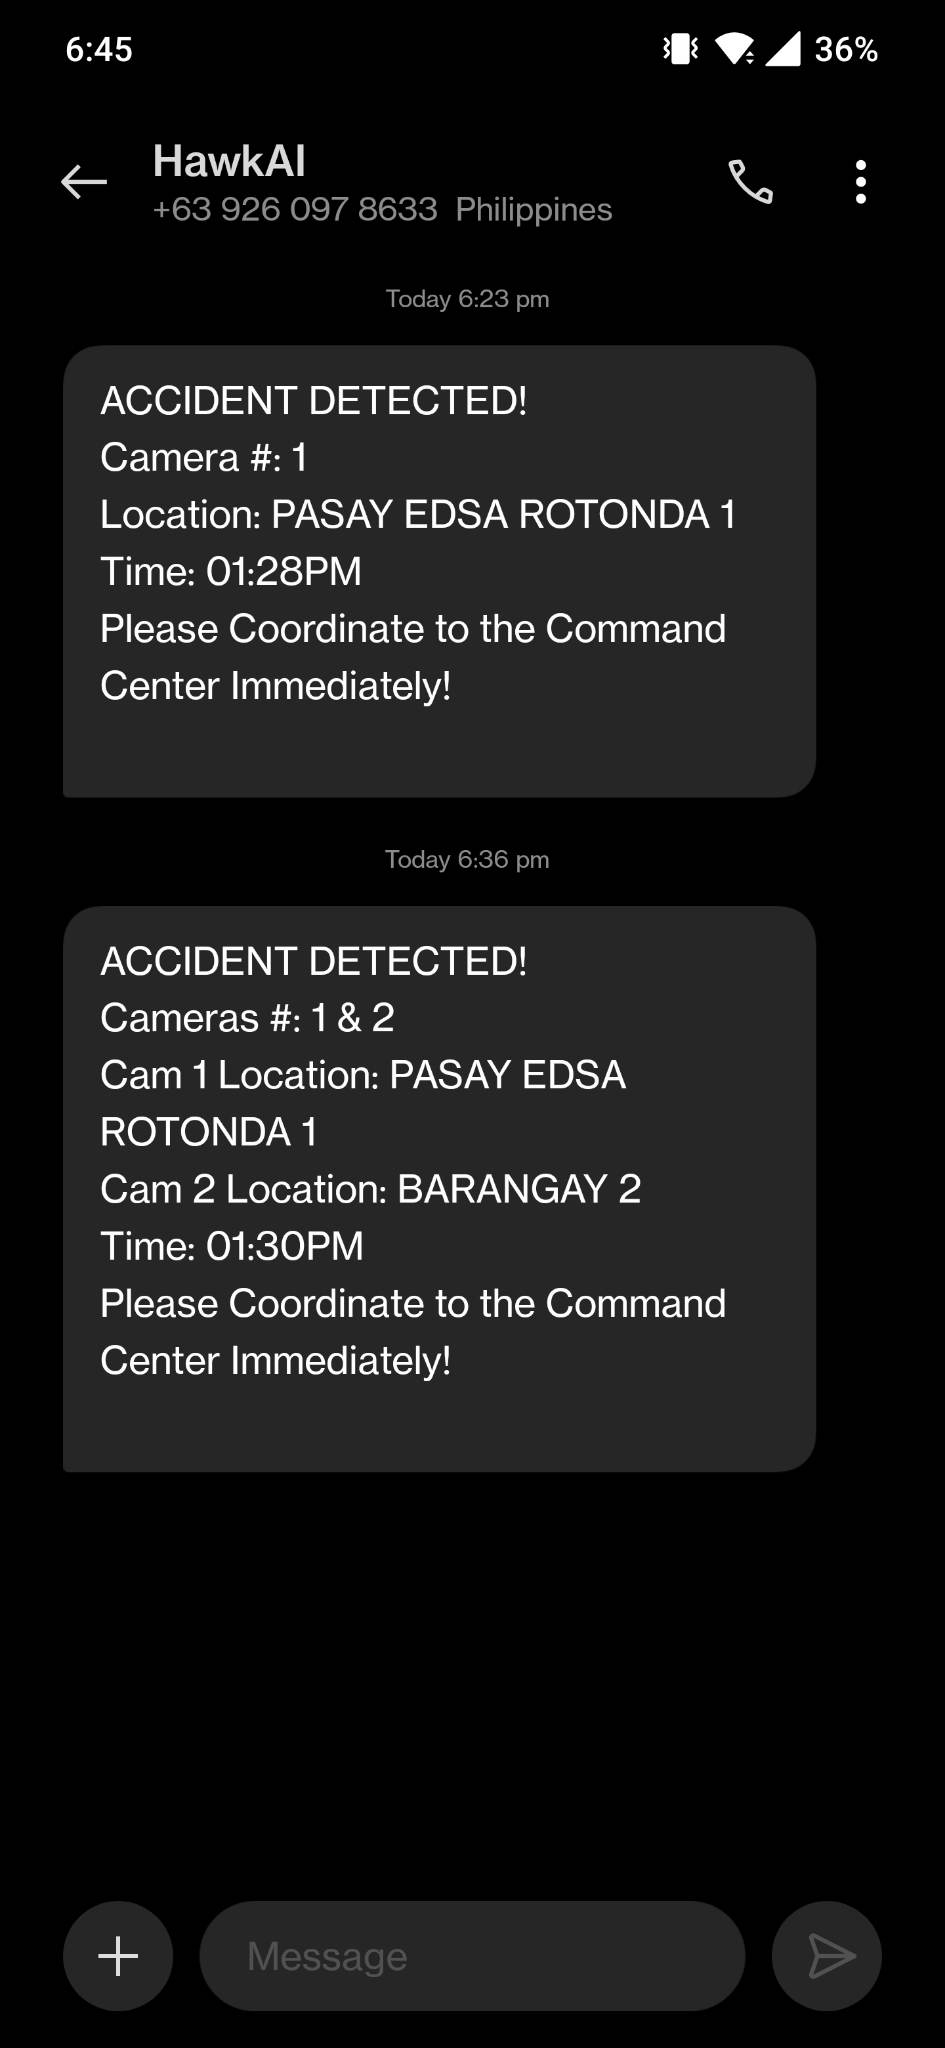 6:45
36%
HawkAI
+63 926 097 8633 Philippines
Today 6:23 pm
ACCIDENT DETECTED!
Camera #: 1
Location: PASAY EDSA ROTONDA 1
Time: 01:28PM
Please Coordinate to the Command
Center Immediately!
Today 6:36 pm
ACCIDENT DETECTED!
Cameras #: 1 & 2
Cam 1 Location: PASAY EDSA
ROTONDA 1
Cam 2 Location: BARANGAY 2
Time: 01:30PM
Please Coordinate to the Command
Center Immediately!
Message